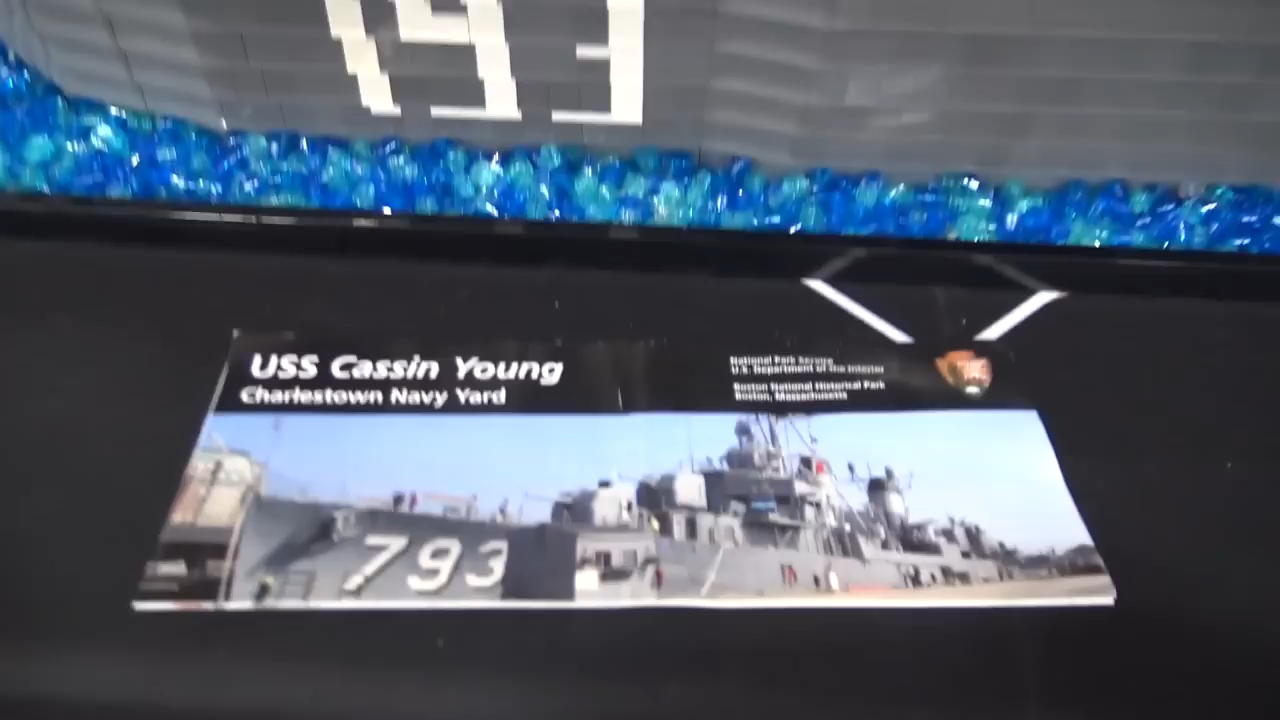 793
USS Cassin Young
Charlestown Navy Yard
National Park Service
U.S. Department of the Interior
Boston National Historical Park
Boston, Massachusetts
793